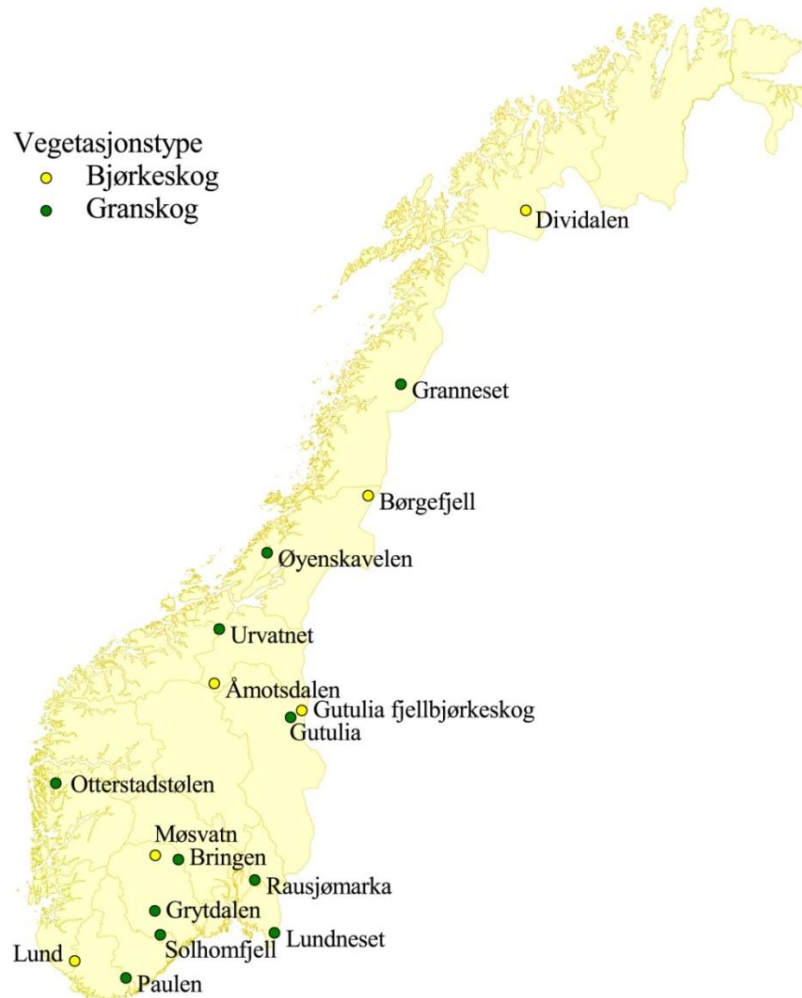 Vegetasjonstype
Bjørkeskog
Granskog
Dividalen
Granneset
Børgefjell
Øyenskavelen
Urvatnet
Åmotsdalen
Gutulia fjellbjørkeskog
Gutulia
Otterstadstølen
Møsvatn
Bringen
Rausjømarka
Grytdalen
Solhomfjell
Lundneset
Lund
Paulen